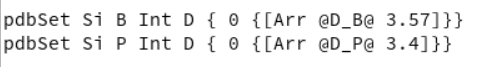 pdbSet Si B Int D { 0 {[Arr @D_B@ 3.57]}}
pdbSet Si P Int D { 0 {[Arr @D_P@ 3.4]}}